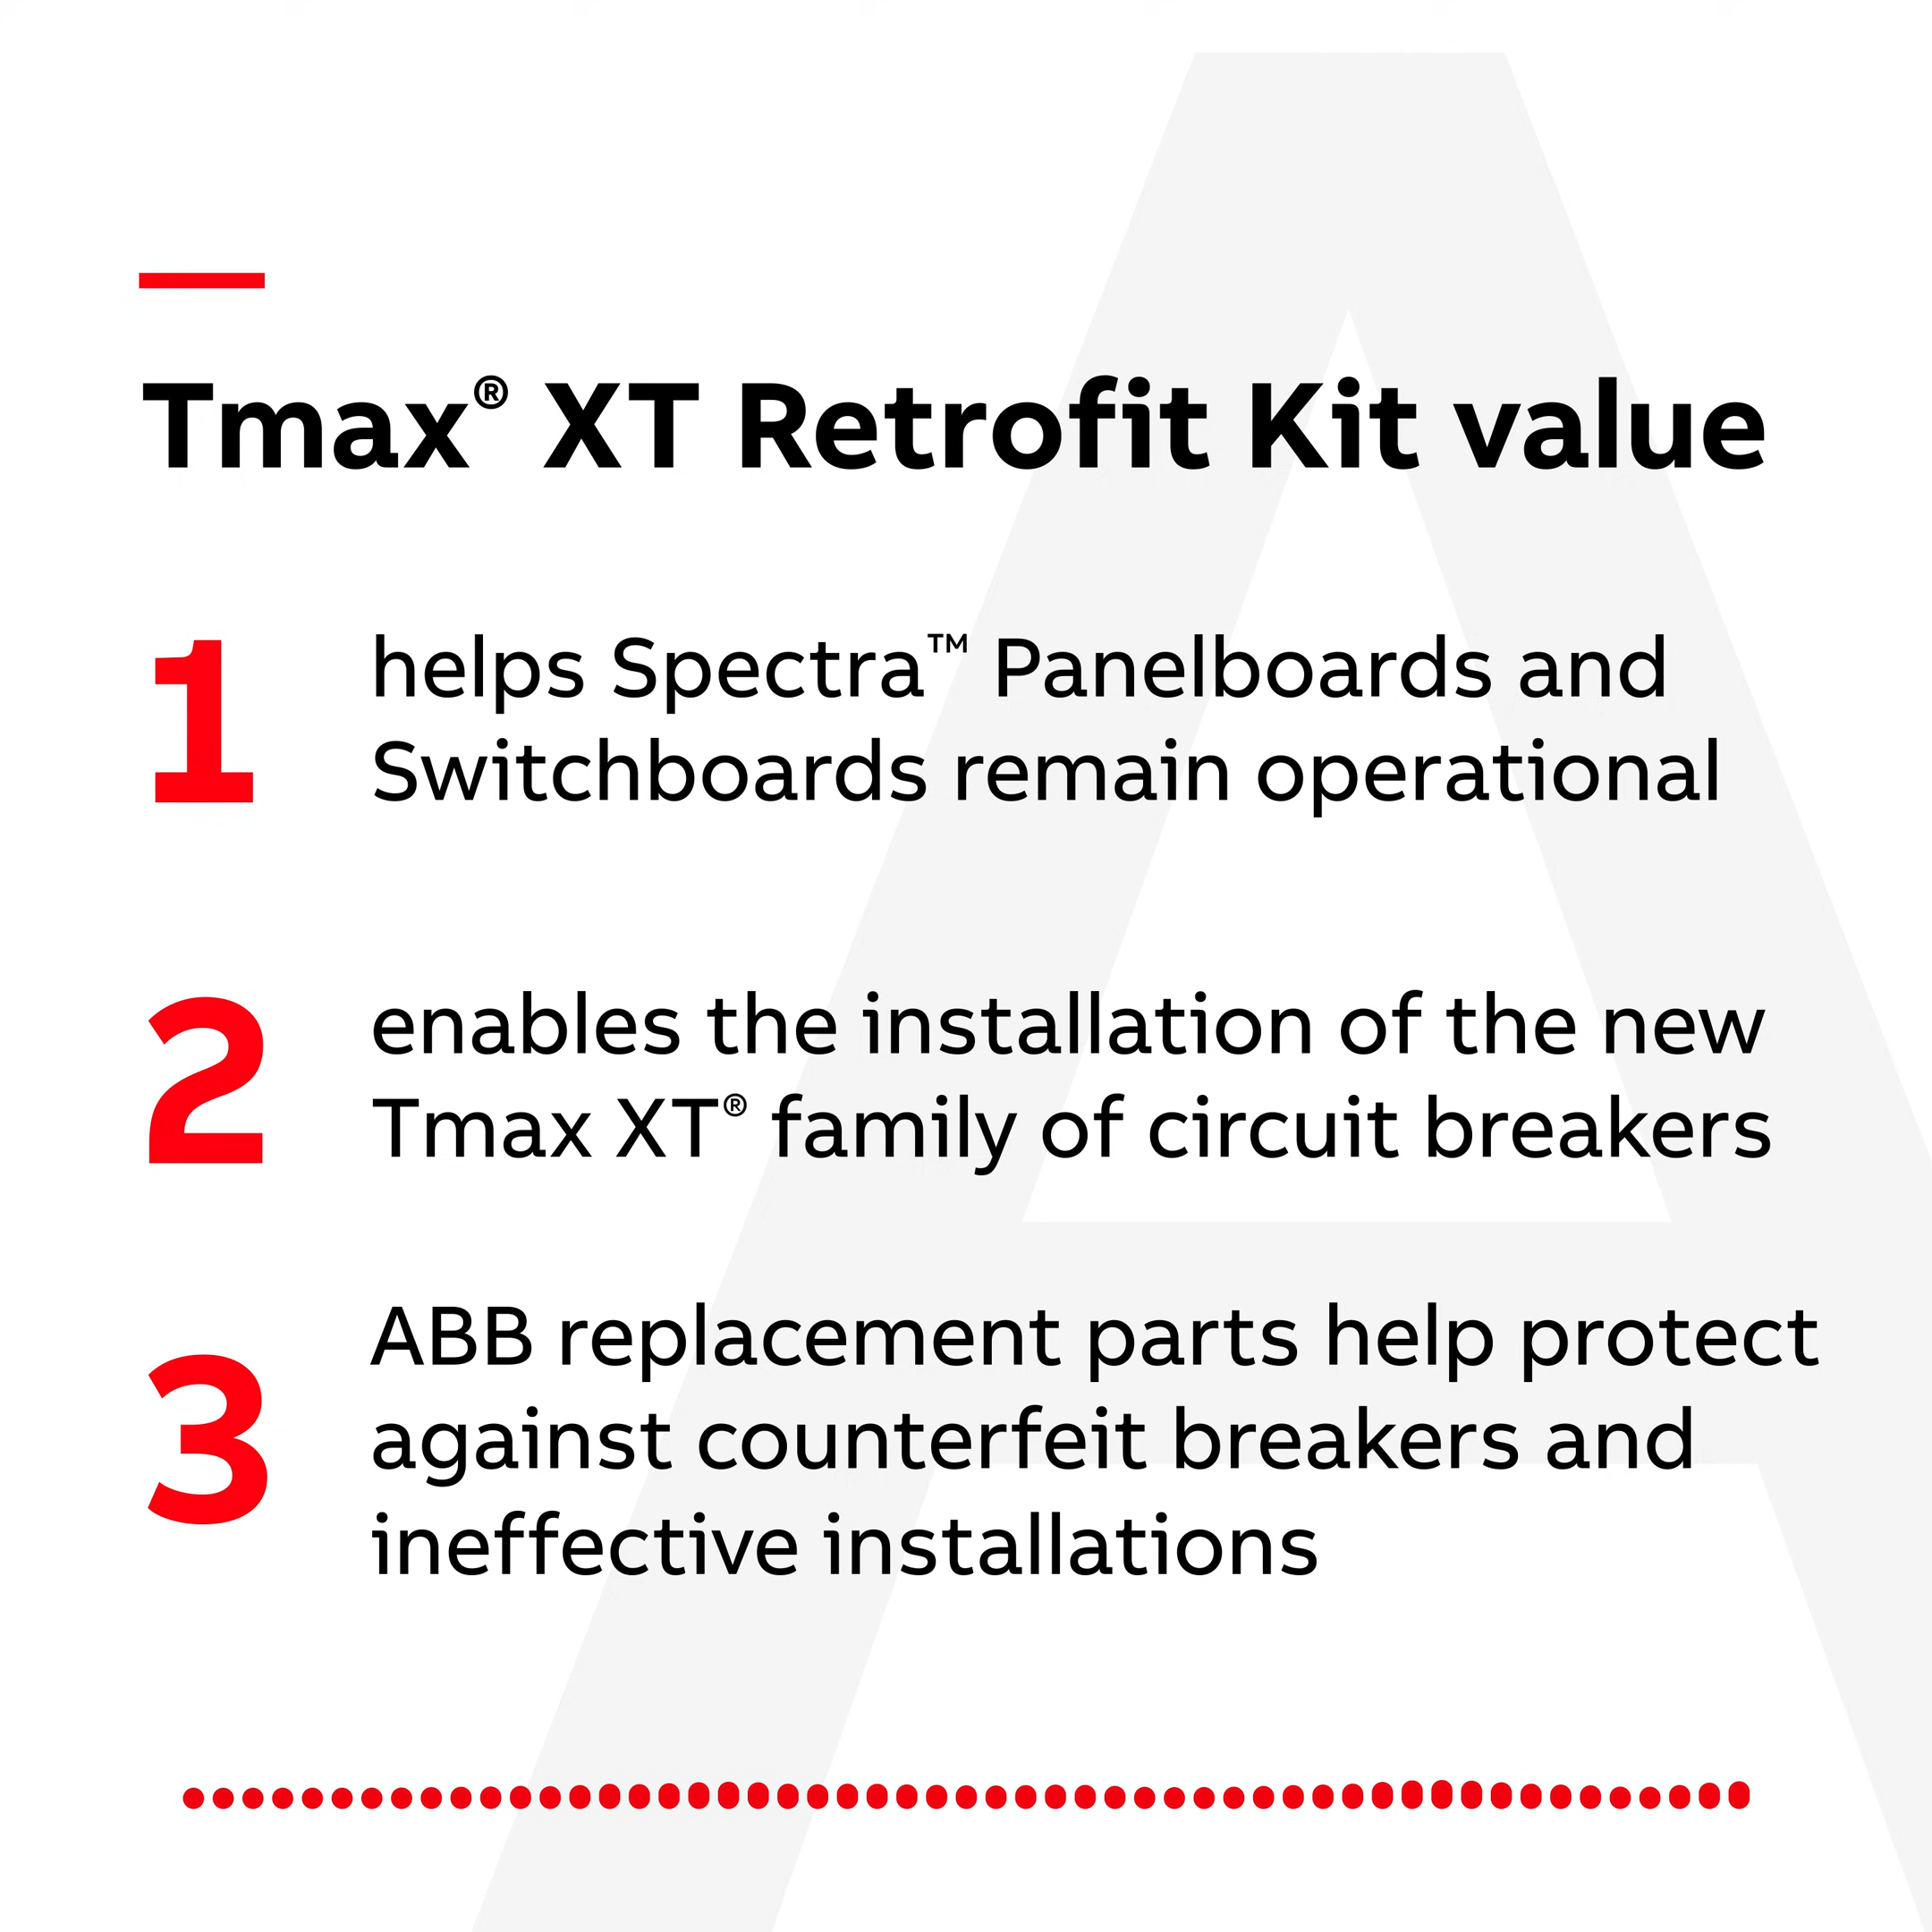 Tmax® XT Retrofit Kit value
1
helps Spectra™ Panelboards and
Switchboards remain operational
2
enables the installation of the new
Tmax XT® family of circuit breakers
3
ABB replacement parts help protect
against counterfeit breakers and
ineffective installations